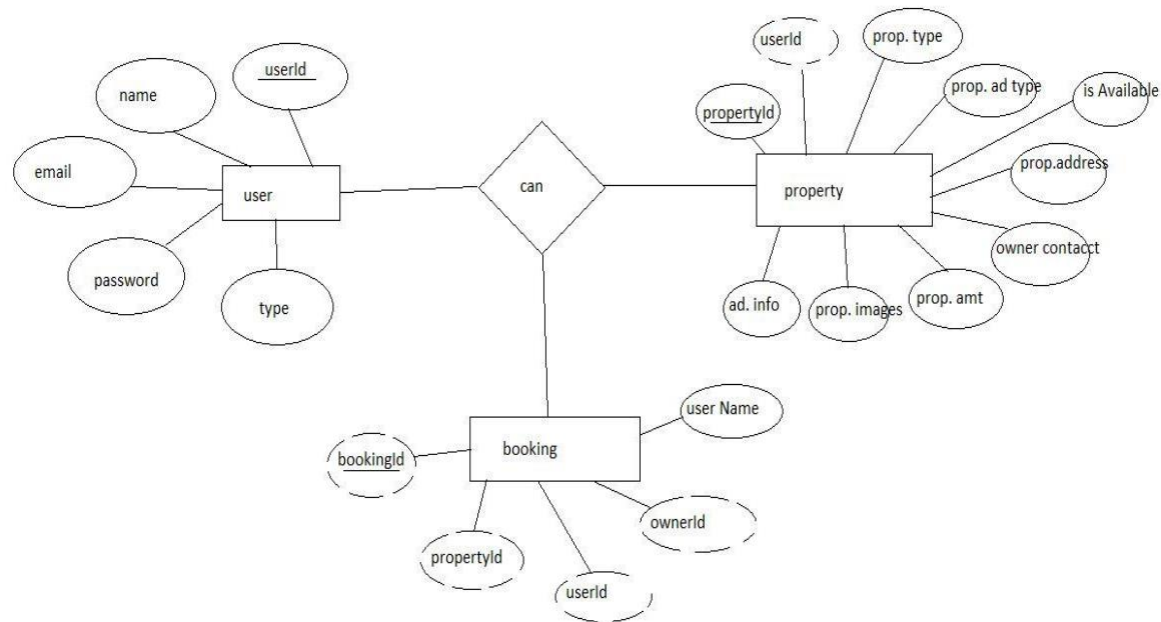 userId
prop. type
userId
prop. ad type
is Available
name
propertyId
email
prop.address
user
can
property
owner contacct
password
type
ad. info
prop. images
prop. amt
user Name
bookingId
booking
ownerId
propertyId
userId